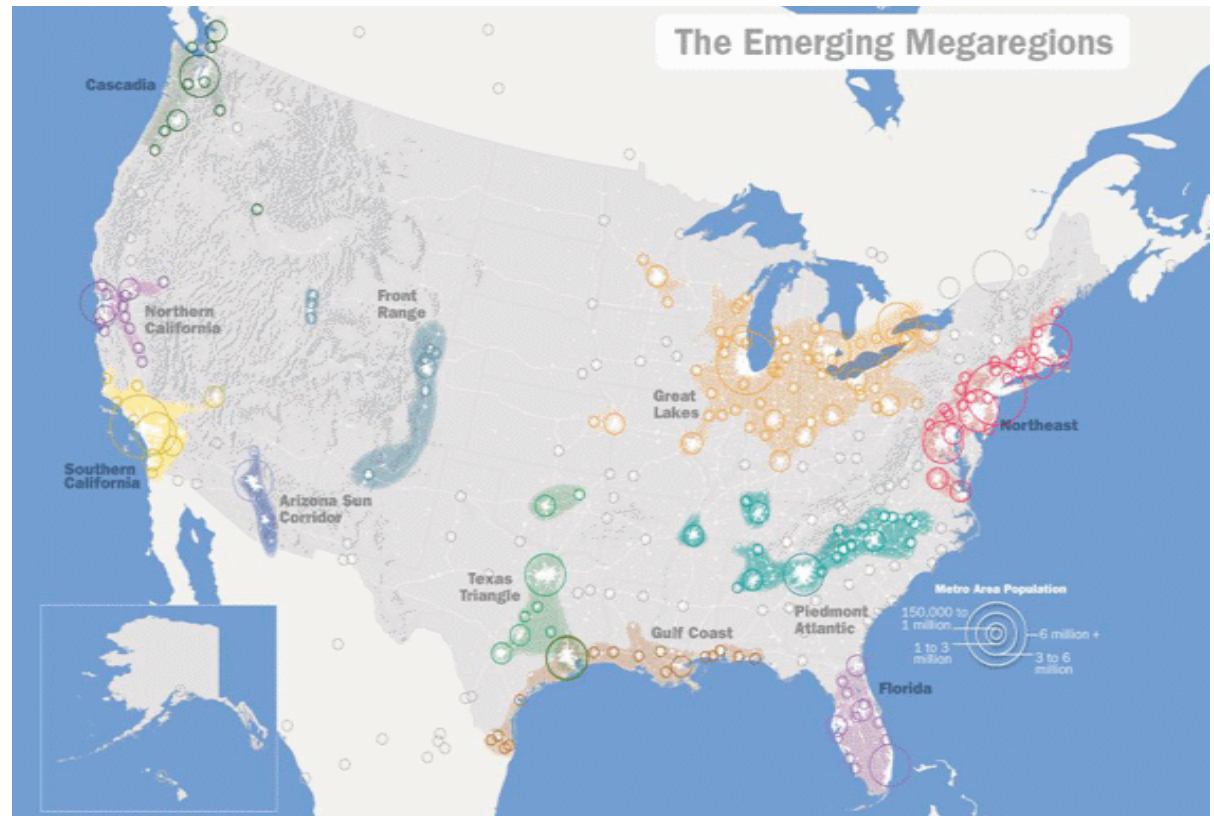 The Emerging Megaregions
Cascadia
Northern
California
Front
Range
Great
Lakes
Northeast
Southern
California
Arizona Sun
Corridor
Texas
Triangle
Gulf Coast
Piedmont
Atlantic
Florida
Metro Area Population
150,000 to
1 million
1 to 3
million
6 million +
3 to 6
million